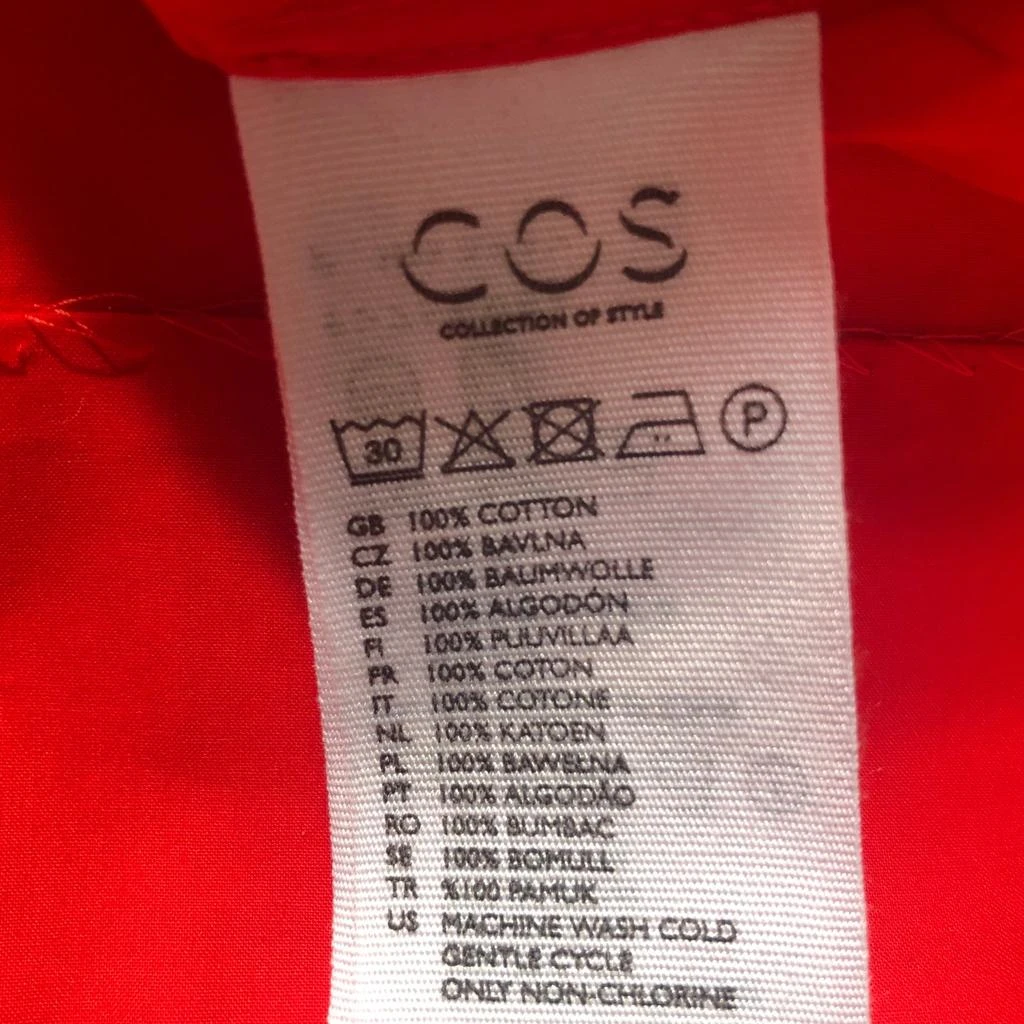 COS
COLLECTION OF STYLE
30 P
GB 100% COTTON
CZ 100% BAVLNA
DE 100% BAUMWOLLE
ES 100% ALGODÓN
FI 100% PUUVILLAA
FR 100% COTON
IT 100% COTONE
NL 100% KATOEN
PL 100% BAWEŁNA
PT 100% ALGODÃO
RO 100% BUMBAC
SE 100% BOMULL
TR %100 PAMUK
US MACHINE WASH COLD
GENTLE CYCLE
ONLY NON-CHLORINE